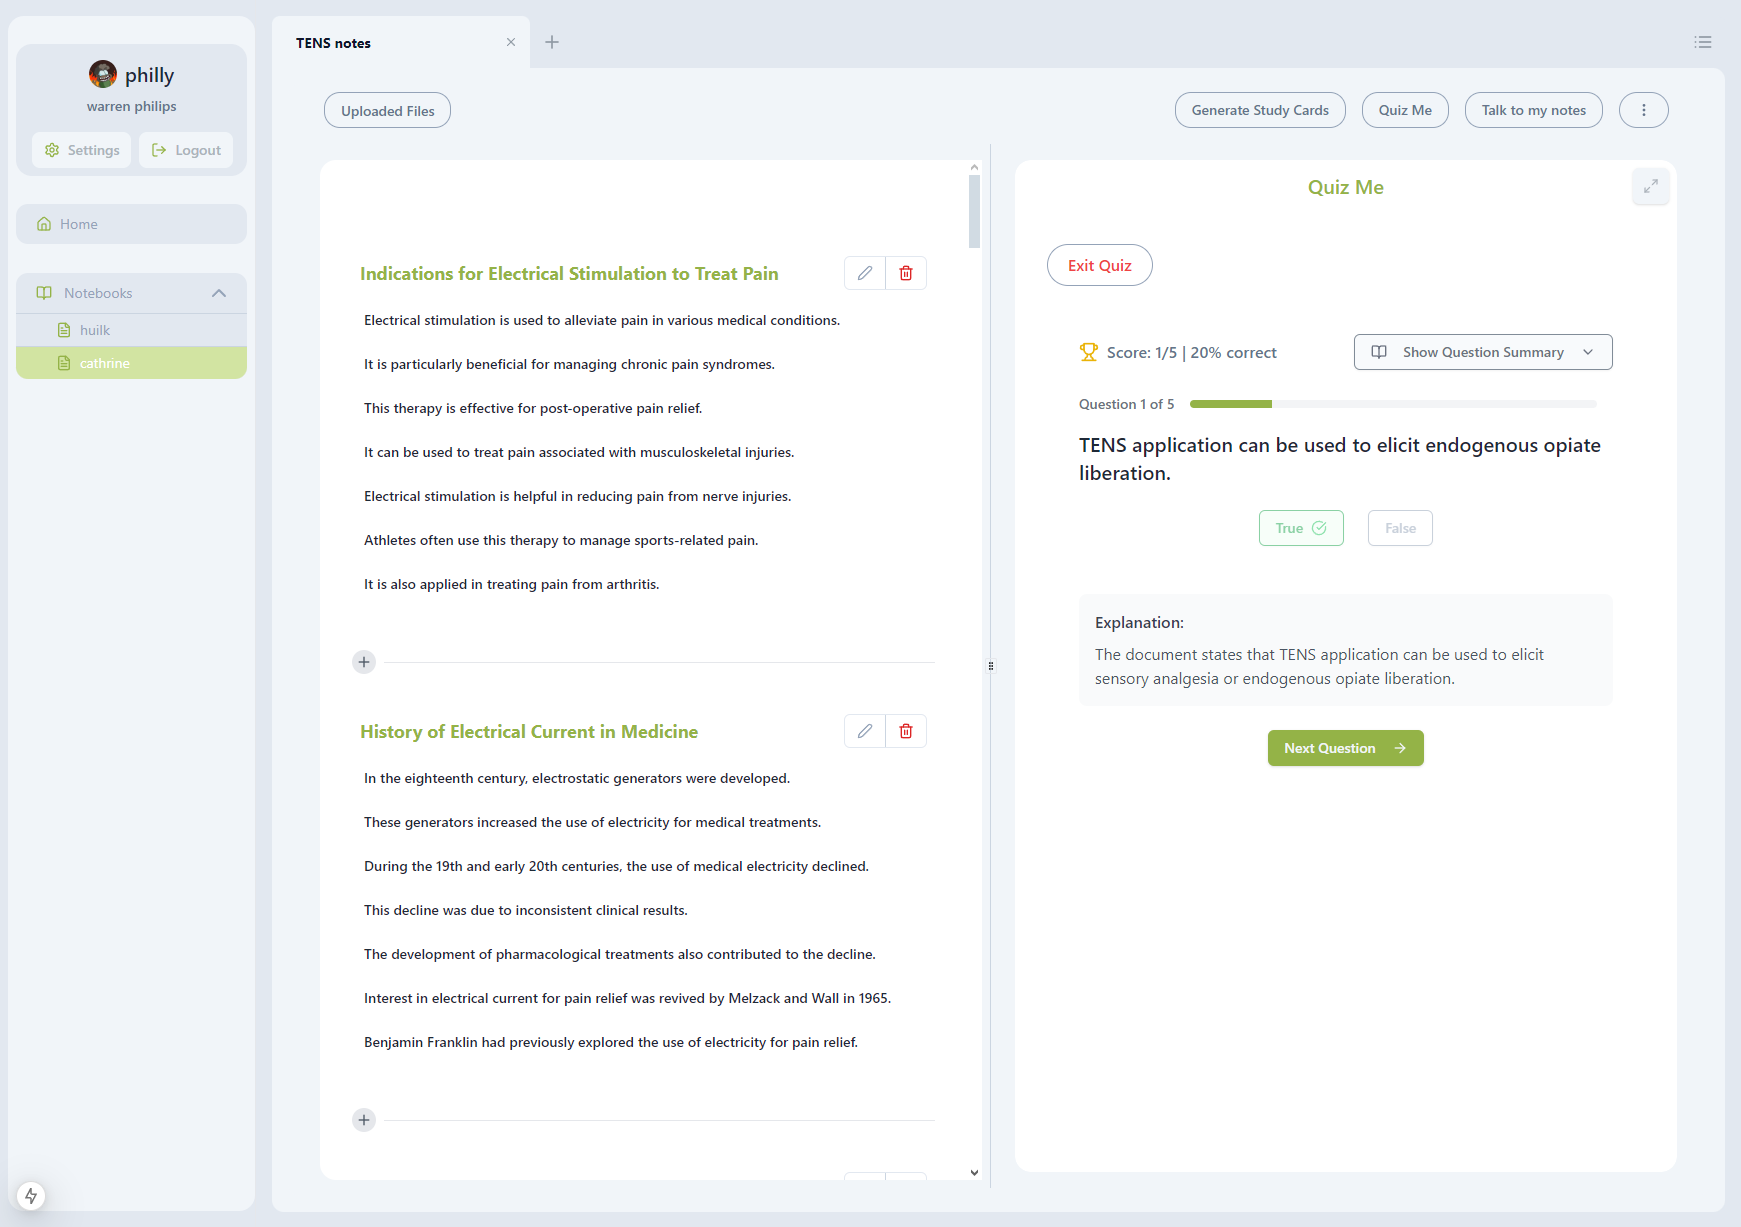 philly
warren philips
Settings
Logout
Home
Notebooks
huilk
cathrine
TENS notes
Uploaded Files
Generate Study Cards
Quiz Me
Talk to my notes
Indications for Electrical Stimulation to Treat Pain
Electrical stimulation is used to alleviate pain in various medical conditions.
It is particularly beneficial for managing chronic pain syndromes.
This therapy is effective for post-operative pain relief.
It can be used to treat pain associated with musculoskeletal injuries.
Electrical stimulation is helpful in reducing pain from nerve injuries.
Athletes often use this therapy to manage sports-related pain.
It is also applied in treating pain from arthritis.
History of Electrical Current in Medicine
In the eighteenth century, electrostatic generators were developed.
These generators increased the use of electricity for medical treatments.
During the 19th and early 20th centuries, the use of medical electricity declined.
This decline was due to inconsistent clinical results.
The development of pharmacological treatments also contributed to the decline.
Interest in electrical current for pain relief was revived by Melzack and Wall in 1965.
Benjamin Franklin had previously explored the use of electricity for pain relief.
Quiz Me
Exit Quiz
Score: 1/5 | 20% correct
Show Question Summary
Question 1 of 5
TENS application can be used to elicit endogenous opiate
liberation.
True
False
Explanation:
The document states that TENS application can be used to elicit
sensory analgesia or endogenous opiate liberation.
Next Question